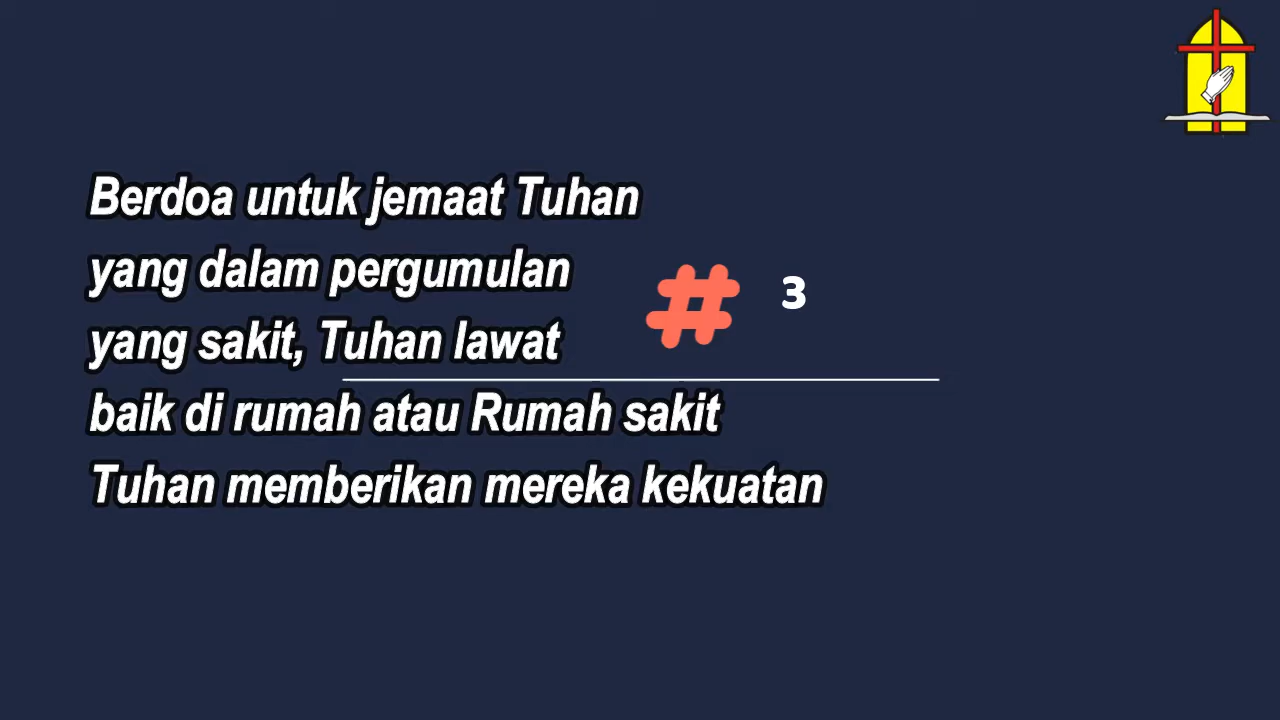 Berdoa untuk jemaat Tuhan
yang dalam pergumulan
# 3
yang sakit, Tuhan lawat
baik di rumah atau Rumah sakit
Tuhan memberikan mereka kekuatan